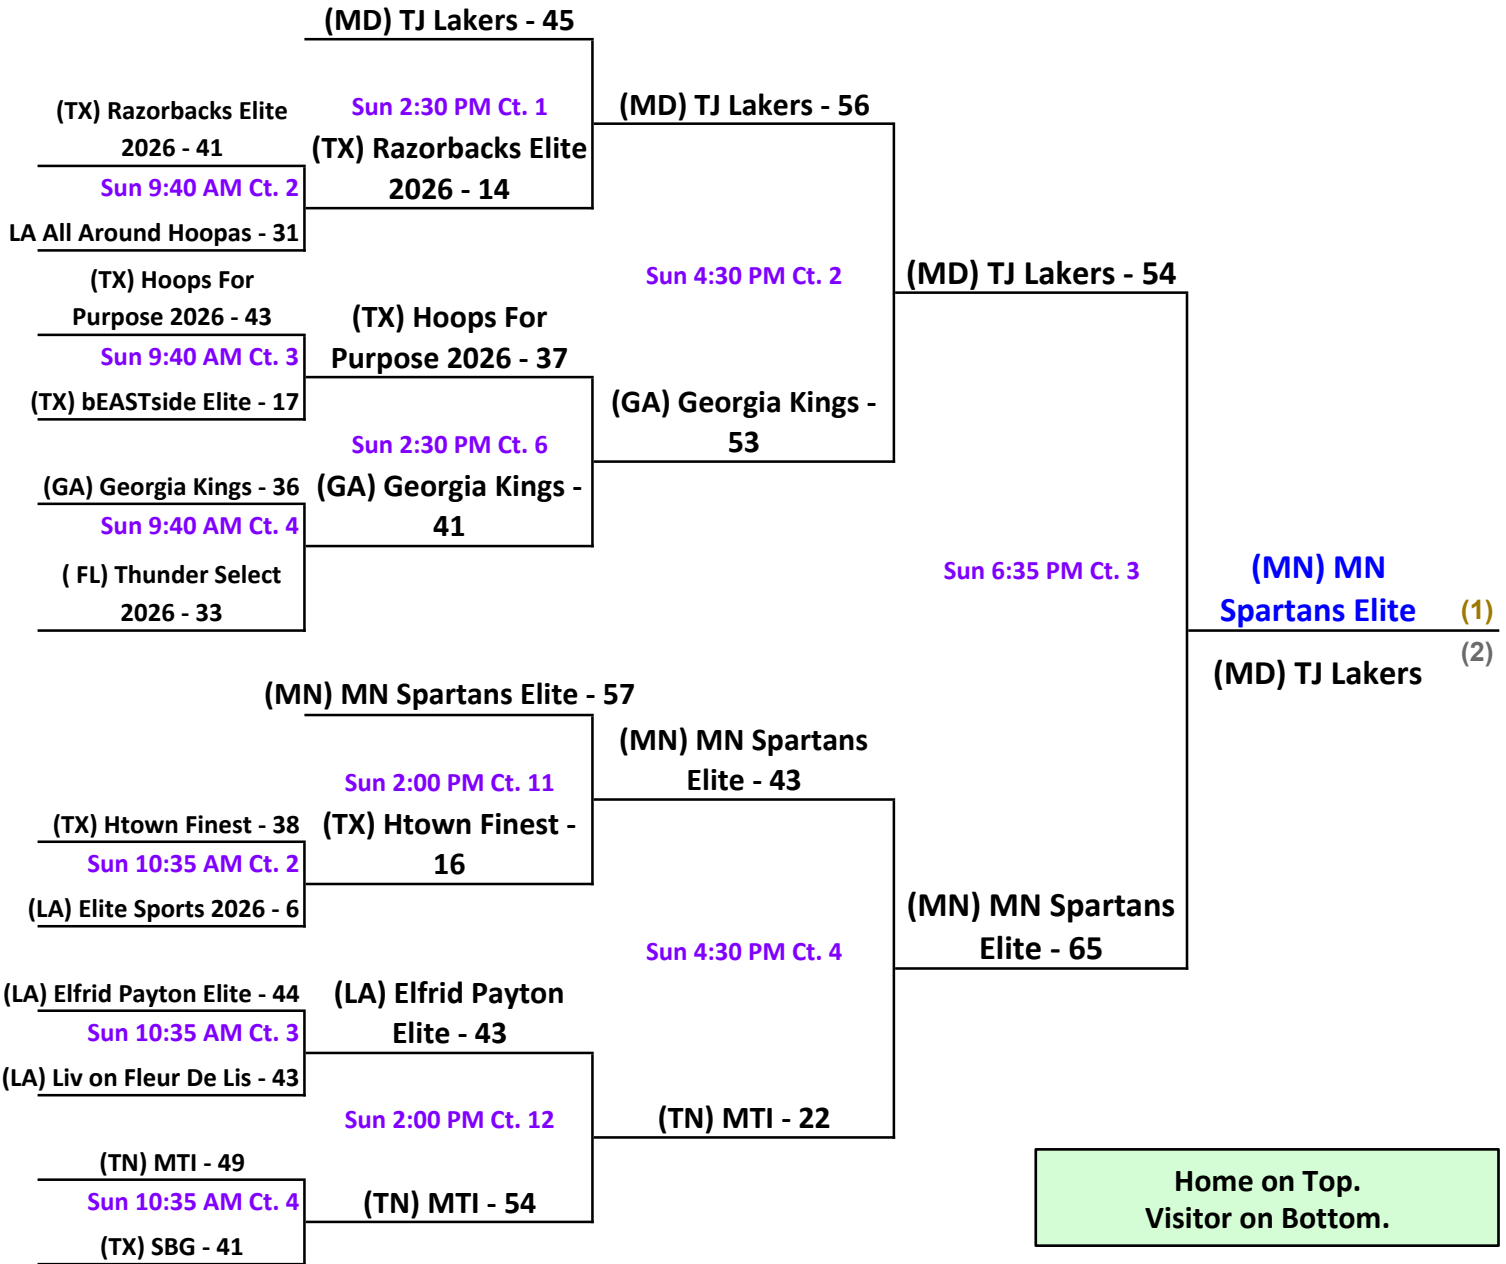 (MD) TJ Lakers - 45
(TX) Razorbacks Elite
2026 - 41
Sun 9:40 AM Ct. 2
LA All Around Hoopas - 31
Sun 2:30 PM Ct. 1
(TX) Razorbacks Elite
2026 - 14
(MD) TJ Lakers - 56
(TX) Hoops For
Purpose 2026 - 43
Sun 9:40 AM Ct. 3
(TX) bEASTside Elite - 17
(TX) Hoops For
Purpose 2026 - 37
Sun 2:30 PM Ct. 6
(GA) Georgia Kings - 36
Sun 9:40 AM Ct. 4
( FL) Thunder Select
2026 - 33
(GA) Georgia Kings -
41
Sun 4:30 PM Ct. 2
(GA) Georgia Kings -
53
(MD) TJ Lakers - 54
Sun 6:35 PM Ct. 3
(MN) MN
Spartans Elite
(1)
(2)
(MD) TJ Lakers
(MN) MN Spartans Elite - 57
Sun 2:00 PM Ct. 11
(TX) Htown Finest - 38
Sun 10:35 AM Ct. 2
(LA) Elite Sports 2026 - 6
(TX) Htown Finest -
16
(MN) MN Spartans
Elite - 43
Sun 4:30 PM Ct. 4
(MN) MN Spartans
Elite - 65
(LA) Elfrid Payton Elite - 44
Sun 10:35 AM Ct. 3
(LA) Liv on Fleur De Lis - 43
(LA) Elfrid Payton
Elite - 43
Sun 2:00 PM Ct. 12
(TN) MTI - 22
(TN) MTI - 49
Sun 10:35 AM Ct. 4
(TX) SBG - 41
(TN) MTI - 54
Home on Top.
Visitor on Bottom.